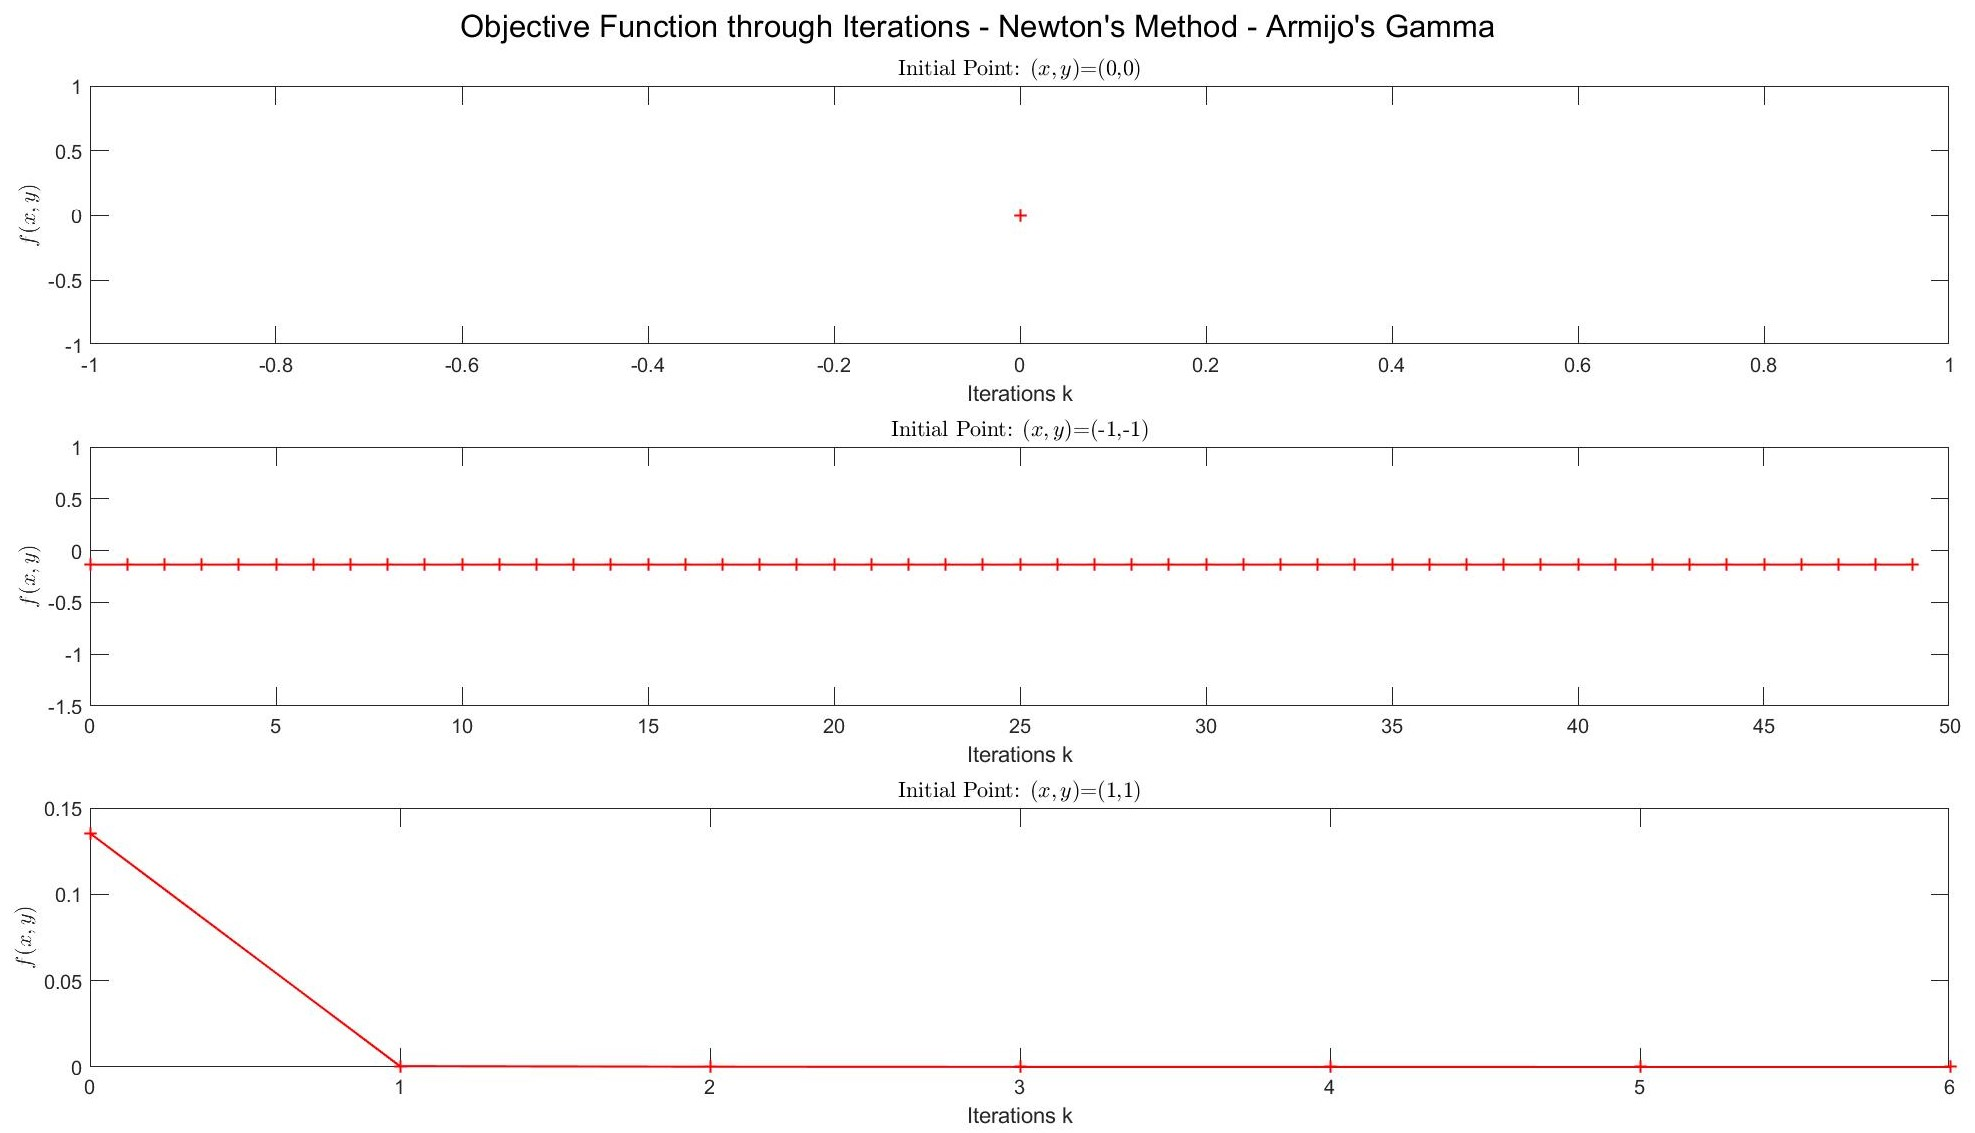 Objective Function through Iterations - Newton's Method - Armijo's Gamma
Initial Point: (x, y)=(0,0)
1
0.5
0
-0.5
-1
f(x, y)
-1 -0.8 -0.6 -0.4 -0.2 0 0.2 0.4 0.6 0.8 1
Iterations k
Initial Point: (x, y)=(-1,-1)
1
0.5
0
-0.5
-1
-1.5
f(x, y)
0 5 10 15 20 25 30 35 40 45 50
Iterations k
Initial Point: (x, y)=(1,1)
0.15
0.1
0.05
0
f(x, y)
0 1 2 3 4 5 6
Iterations k